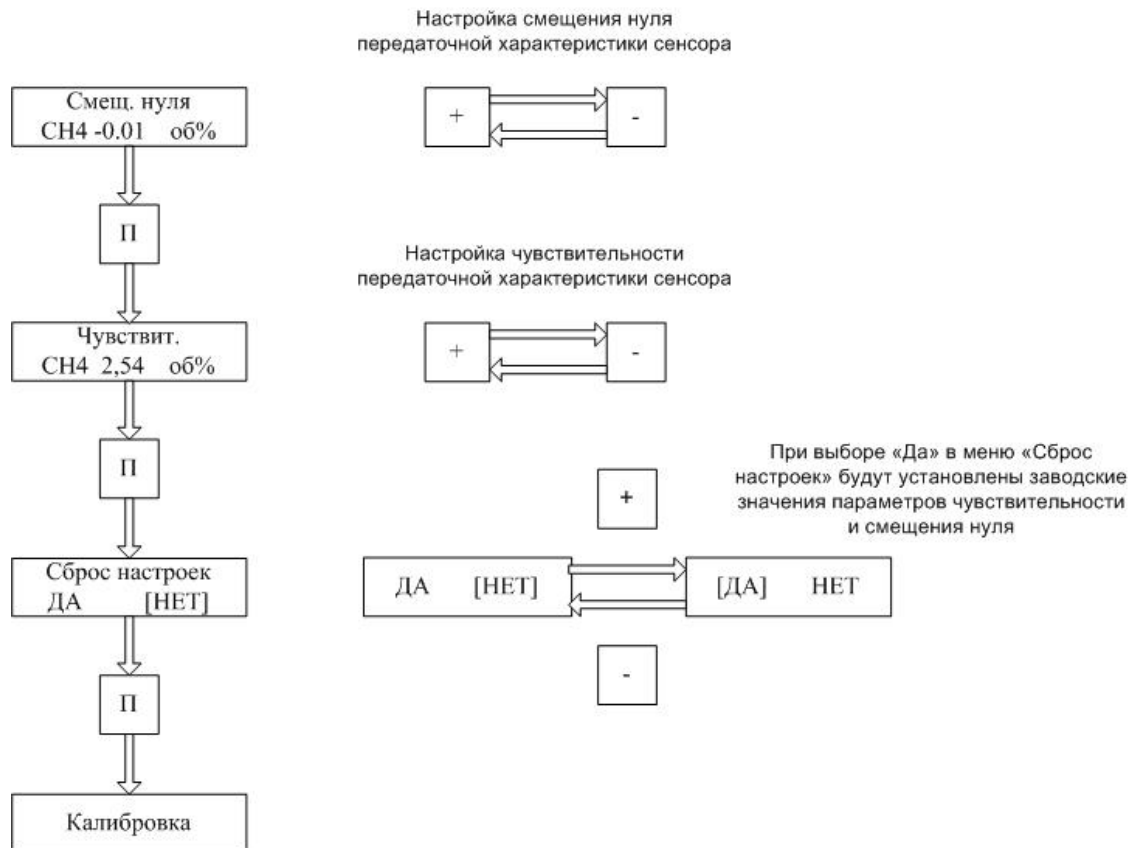 Настройка смещения нуля
передаточной характеристики сенсора
Смещ. нуля
СН4 -0.01 об%
+
-
П
Настройка чувствительности
передаточной характеристики сенсора
Чувствит.
СН4 2,54 об%
+
-
П
При выборе «Да» в меню «Сброс
настроек» будут установлены заводские
значения параметров чувствительности
и смещения нуля
+
Сброс настроек
ДА [НЕТ]
ДА [НЕТ]
[ДА] НЕТ
-
П
Калибровка